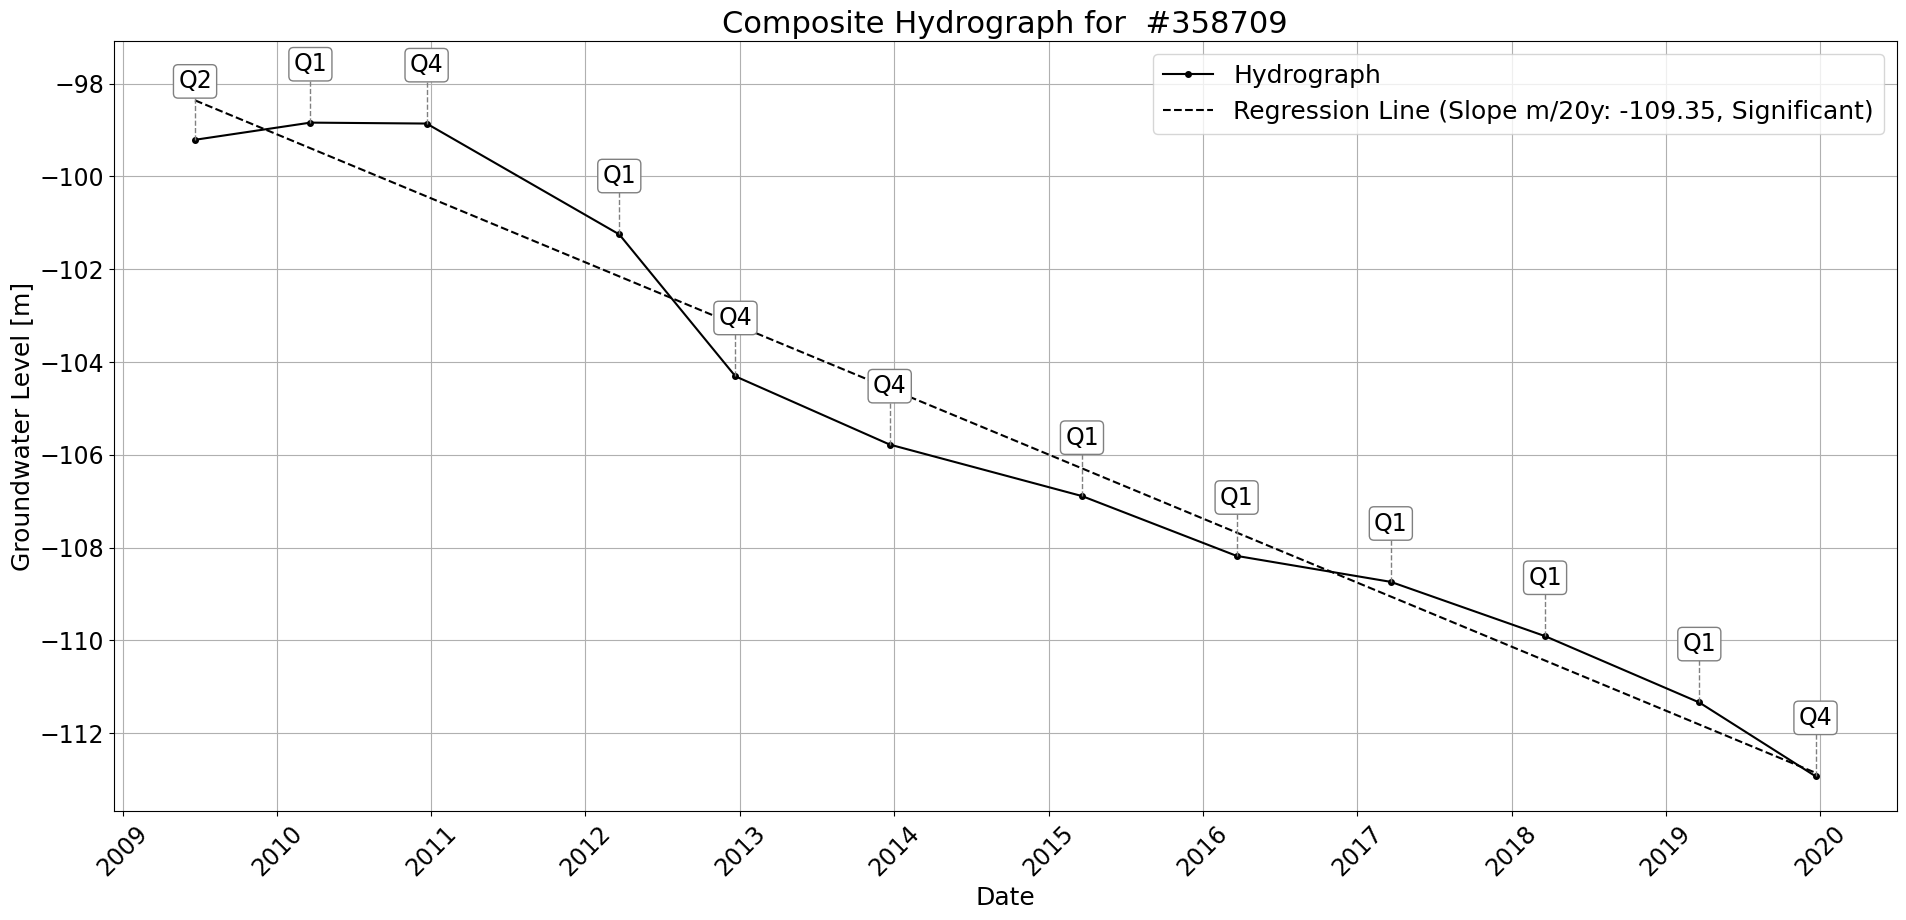 Composite Hydrograph for  #358709
Hydrograph
Regression Line (Slope m/20y: -109.35, Significant)
Groundwater Level [m]
−98
−100
−102
−104
−106
−108
−110
−112
Q2
Q1
Q4
Q1
Q4
Q4
Q1
Q1
Q1
Q1
Q1
Q4
2009
2010
2011
2012
2013
2014
2015
2016
2017
2018
2019
2020
Date